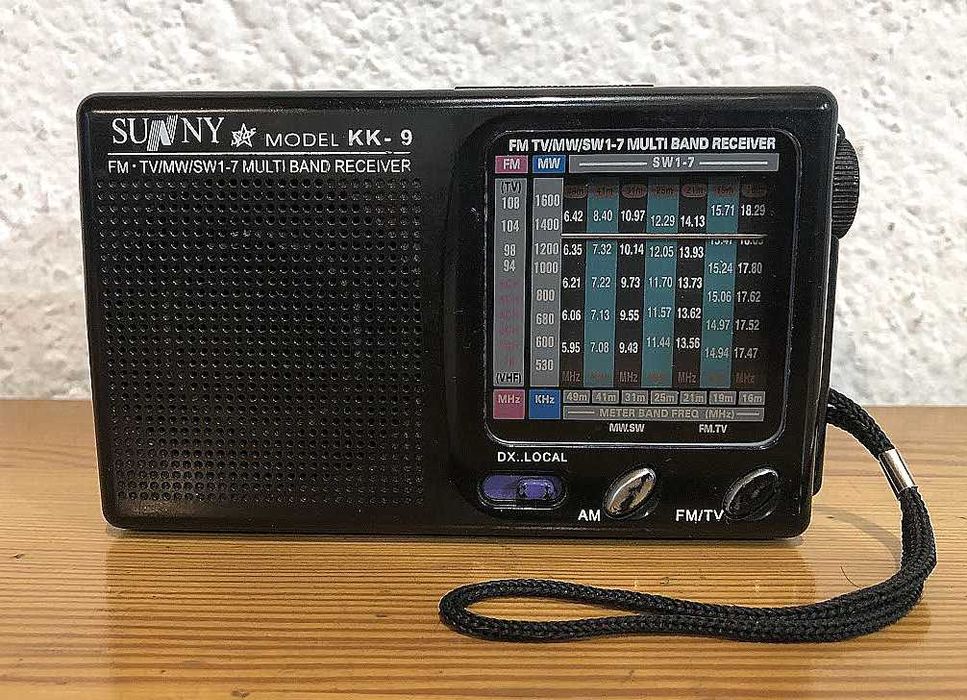 SUNNY MODEL KK-9
FM·TV/MW/SW1-7 MULTI BAND RECEIVER
FM TV/MW/SW1-7 MULTI BAND RECEIVER
FM MW SW1-7
(TV)
108 1600 6.42 8.40 10.97 12.29 14.13 15.71 18.29
104 1400
98 1200 6.35 7.32 10.14 12.05 13.93
94 1000 6.21 7.22 9.73 11.70 13.73 15.24 17.80
800 6.06 7.13 9.55 11.57 13.62 15.06 17.62
680 5.95 7.08 9.43 11.44 13.56 14.97 17.52
600 14.94 17.47
530
(VHF) MHz MHz MHz
MHz KHz 49m 41m 31m 25m 21m 19m 16m
METER BAND FREQ (MHz)
MW.SW FM.TV
DX..LOCAL
AM FM/TV